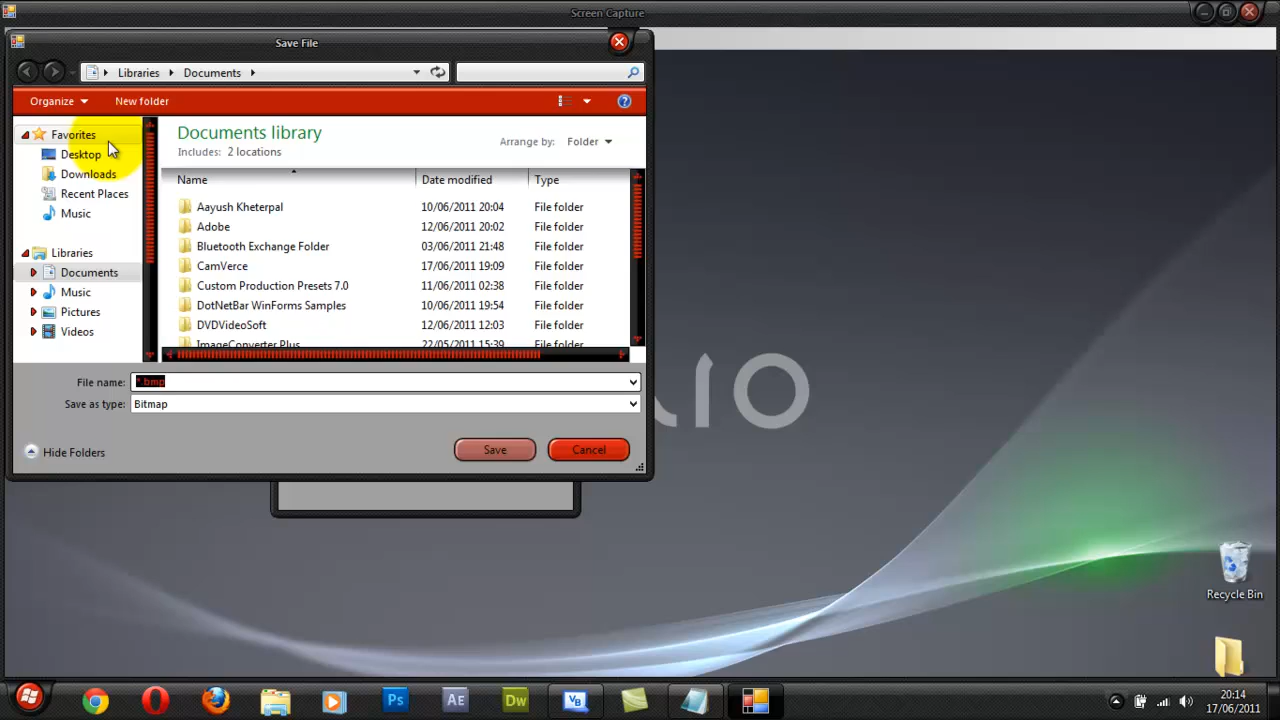 Screen Capture
Save File
Libraries Documents
Organize New folder
Favorites
Desktop
Downloads
Recent Places
Music
Libraries
Documents
Music
Pictures
Videos
Documents library
Includes: 2 locations
Arrange by: Folder
Name Date modified Type
Aayush Kheterpal 10/06/2011 20:04 File folder
Adobe 12/06/2011 20:02 File folder
Bluetooth Exchange Folder 03/06/2011 21:48 File folder
CamVerce 17/06/2011 19:09 File folder
Custom Production Presets 7.0 11/06/2011 02:38 File folder
DotNetBar WinForms Samples 10/06/2011 19:54 File folder
DVDVideoSoft 12/06/2011 12:03 File folder
ImageConverter Plus 22/05/2011 15:39 File folder
File name: *.bmp
Save as type: Bitmap
Hide Folders
Save Cancel
Recycle Bin
Ps Ae Dw VB
20:14
17/06/2011